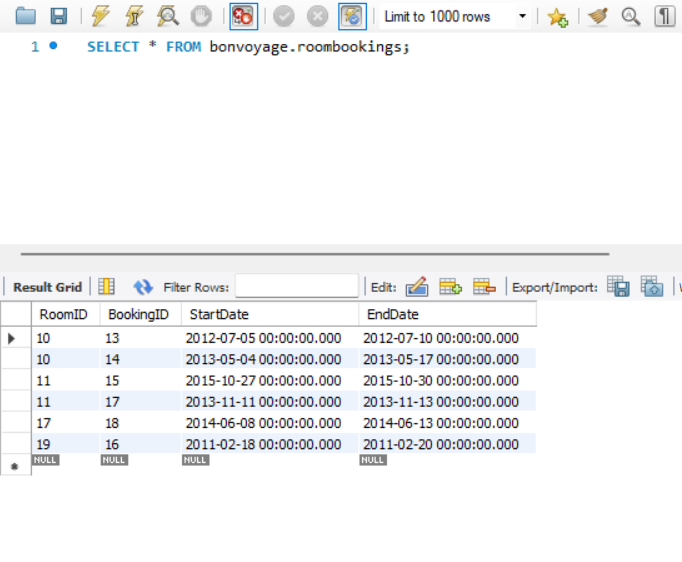 Limit to 1000 rows
1 SELECT * FROM bonvoyage.roombookings;
Result Grid Filter Rows: Edit: Export/Import:
RoomID BookingID StartDate EndDate
10 13 2012-07-05 00:00:00.000 2012-07-10 00:00:00.000
10 14 2013-05-04 00:00:00.000 2013-05-17 00:00:00.000
11 15 2015-10-27 00:00:00.000 2015-10-30 00:00:00.000
11 17 2013-11-11 00:00:00.000 2013-11-13 00:00:00.000
17 18 2014-06-08 00:00:00.000 2014-06-13 00:00:00.000
19 16 2011-02-18 00:00:00.000 2011-02-20 00:00:00.000
NULL NULL NULL NULL